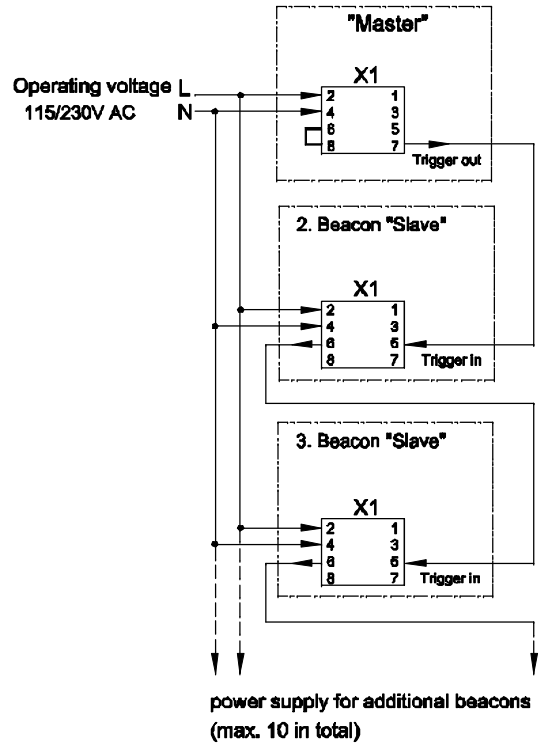 "Master"
X1
Operating voltage L
115/230V AC N
2 1
4 3
6 5
8 7
Trigger out
2. Beacon "Slave"
X1
2 1
4 3
6 5
8 7
Trigger in
3. Beacon "Slave"
X1
2 1
4 3
6 5
8 7
Trigger in
power supply for additional beacons
(max. 10 in total)